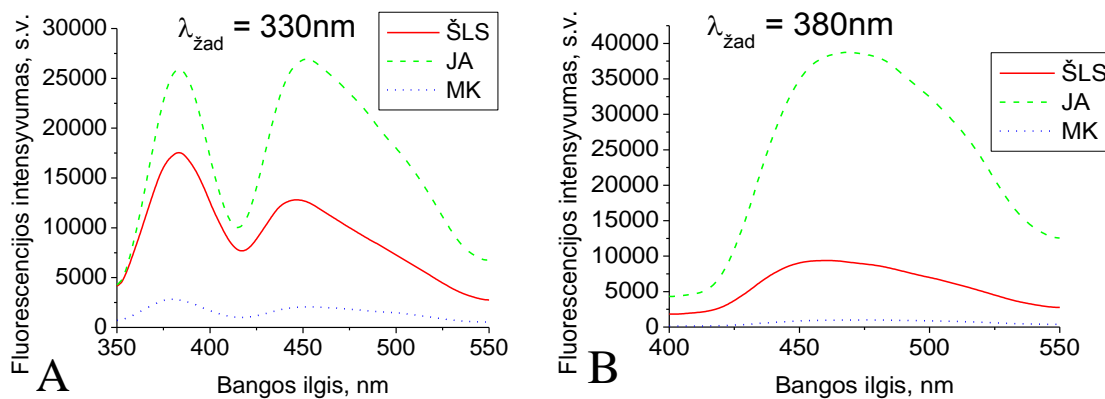 λžad = 330nm
ŠLS
JA
MK
Fluorescencijos intensyvumas, s.v.
30000
25000
20000
15000
10000
5000
0
350 400 450 500 550
Bangos ilgis, nm
A
λžad = 380nm
ŠLS
JA
MK
Fluorescencijos intensyvumas, s.v.
40000
35000
30000
25000
20000
15000
10000
5000
0
400 450 500 550
Bangos ilgis, nm
B